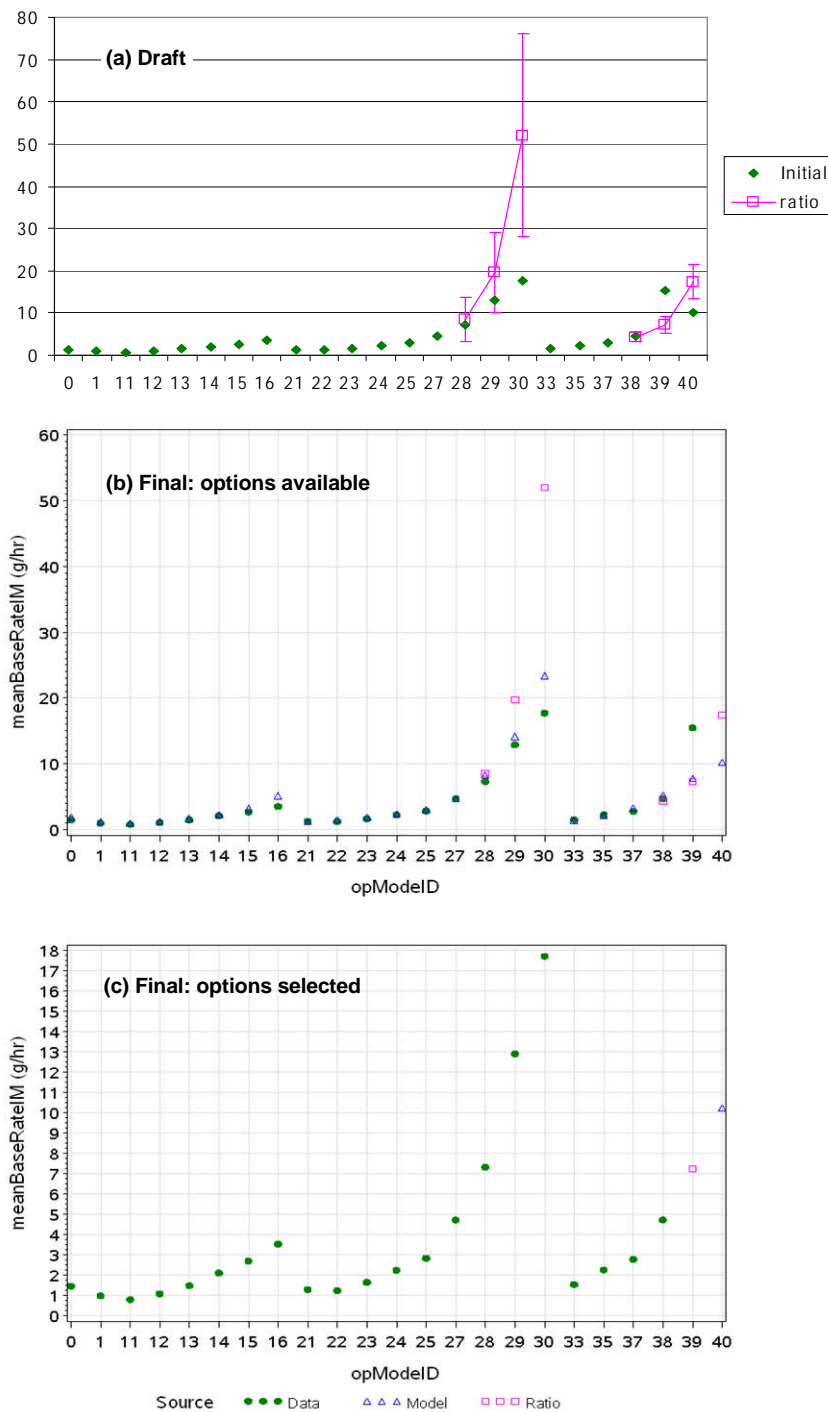 80
(a) Draft
70
60
50
40
30
20
10
0
Initial
ratio
0 1 11 12 13 14 15 16 21 22 23 24 25 27 28 29 30 33 35 37 38 39 40
60
(b) Final: options available
50
40
30
20
10
0
meanBaseRateIM (g/hr)
0 1 11 12 13 14 15 16 21 22 23 24 25 27 28 29 30 33 35 37 38 39 40
opModeID
18
17
(c) Final: options selected
16
15
14
13
12
11
10
9
8
7
6
5
4
3
2
1
0
meanBaseRateIM (g/hr)
0 1 11 12 13 14 15 16 21 22 23 24 25 27 28 29 30 33 35 37 38 39 40
opModeID
Source Data Model Ratio